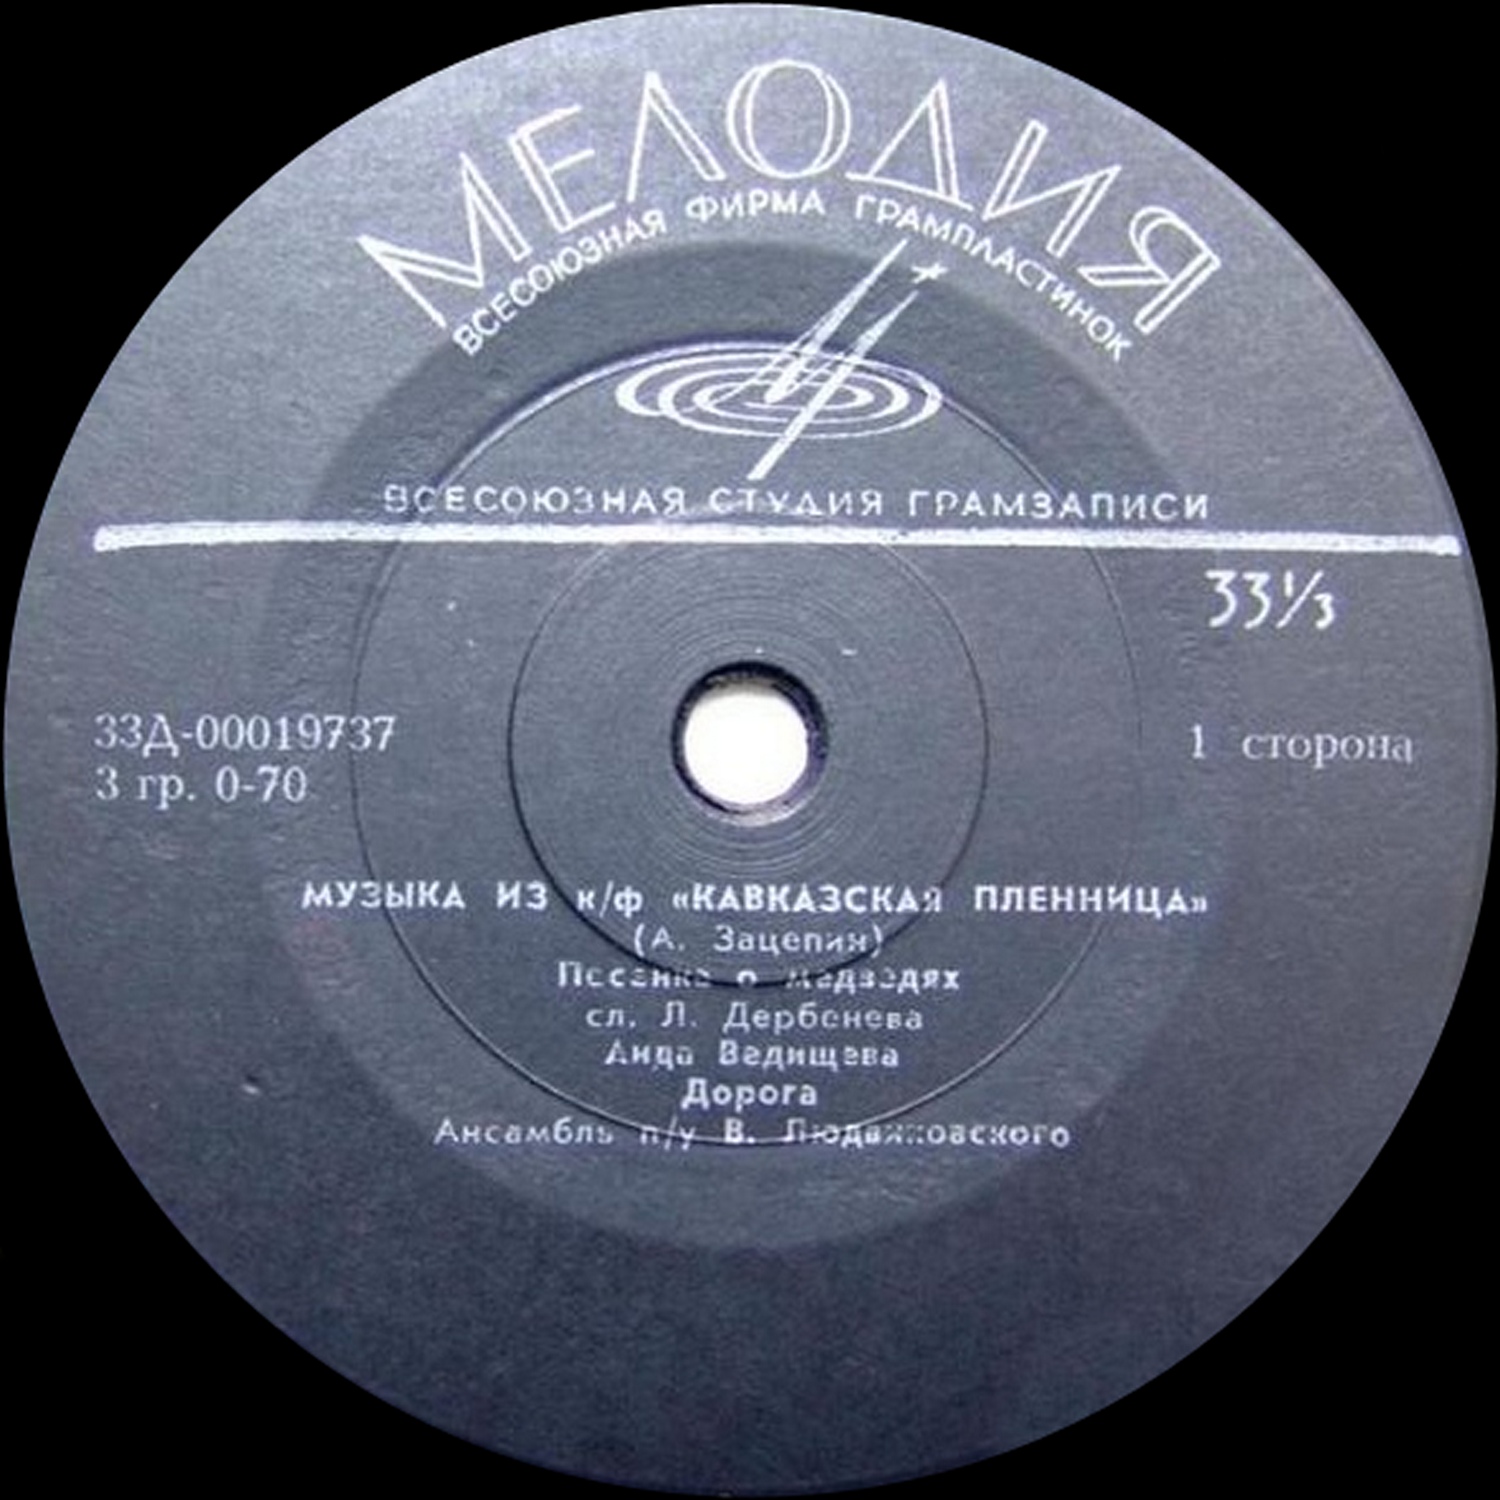 МЕЛОДИЯ
ВСЕСОЮЗНАЯ ФИРМА ГРАМПЛАСТИНОК
ВСЕСОЮЗНАЯ СТУДИЯ ГРАМЗАПИСИ
33⅓
33Д-00019737
3 гр. 0-70
1 сторона
МУЗЫКА ИЗ к/ф «КАВКАЗСКАЯ ПЛЕННИЦА»
(А. Зацепин)
Песенка о медведях
сл. Л. Дербенева
Аида Ведищева
Дорога
Ансамбль п/у В. Людвиковского